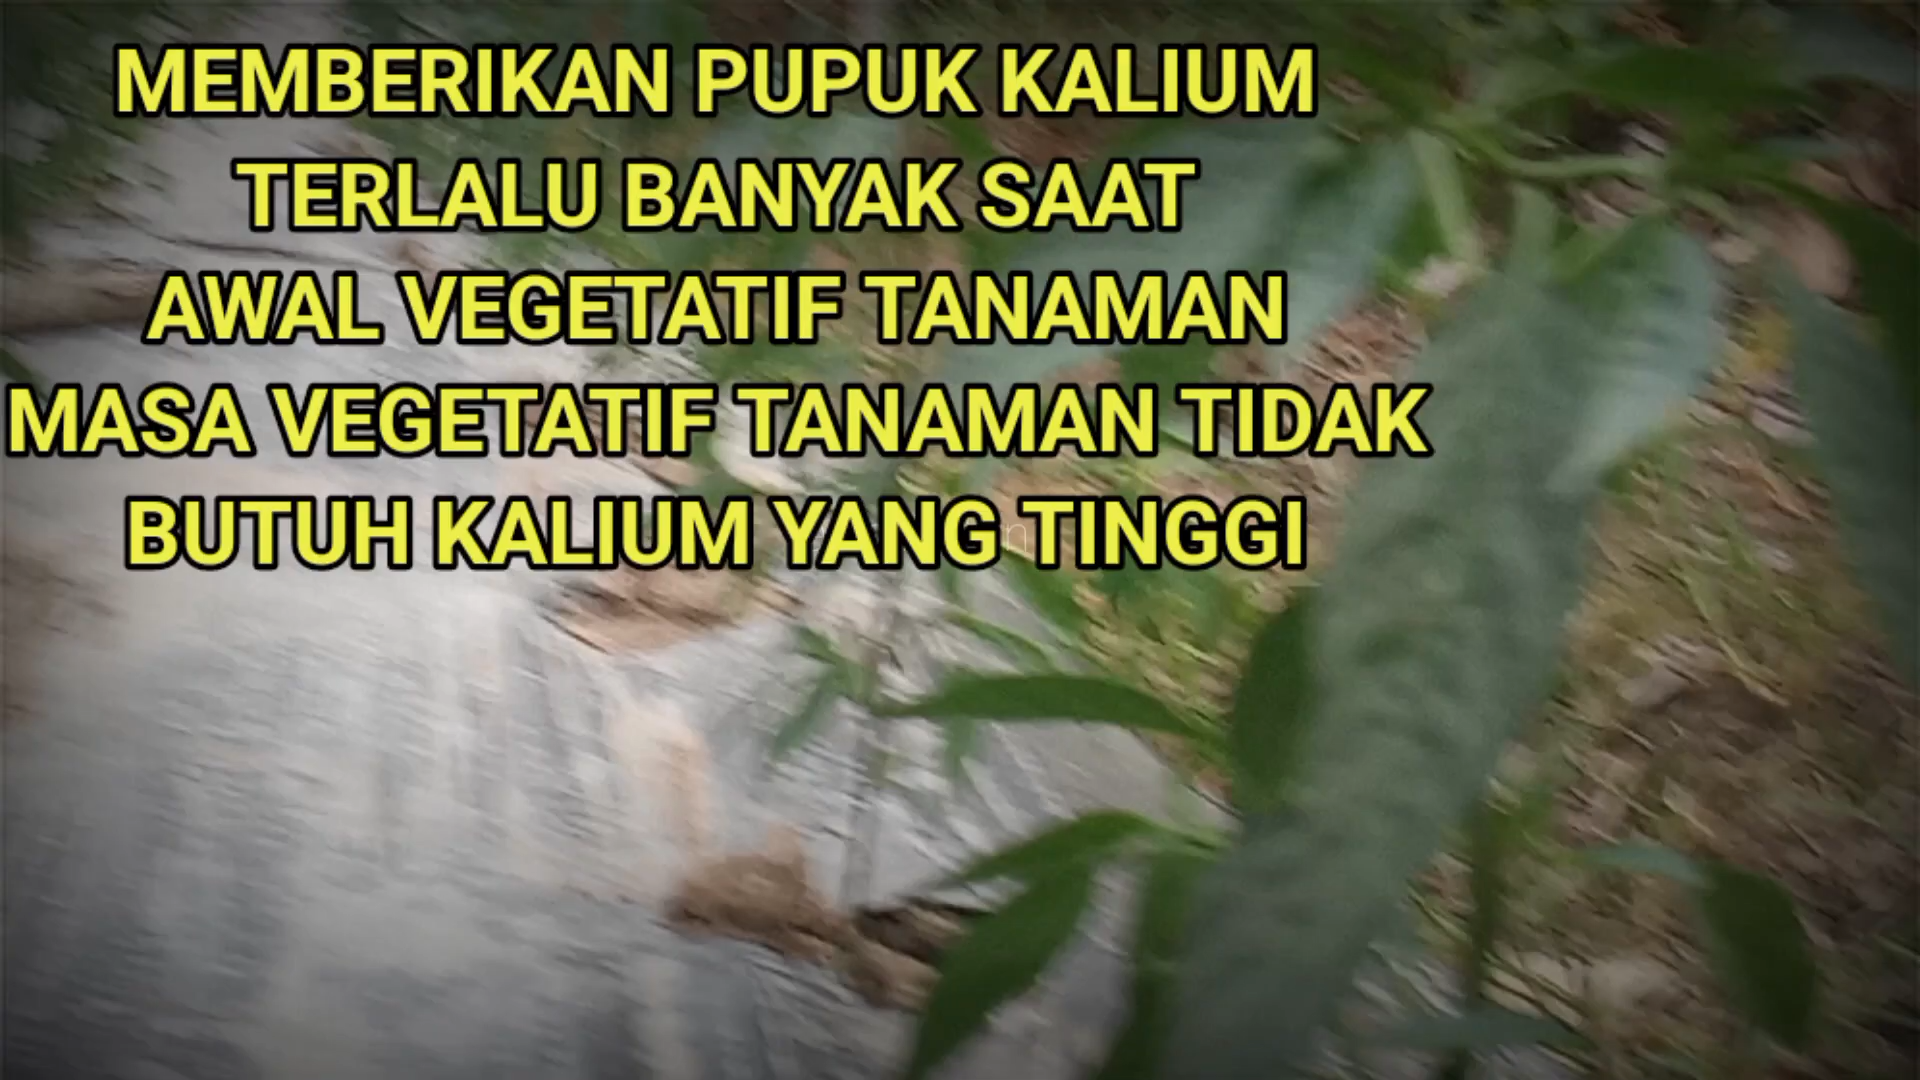 MEMBERIKAN PUPUK KALIUM
TERLALU BANYAK SAAT
AWAL VEGETATIF TANAMAN
MASA VEGETATIF TANAMAN TIDAK
BUTUH KALIUM YANG TINGGI